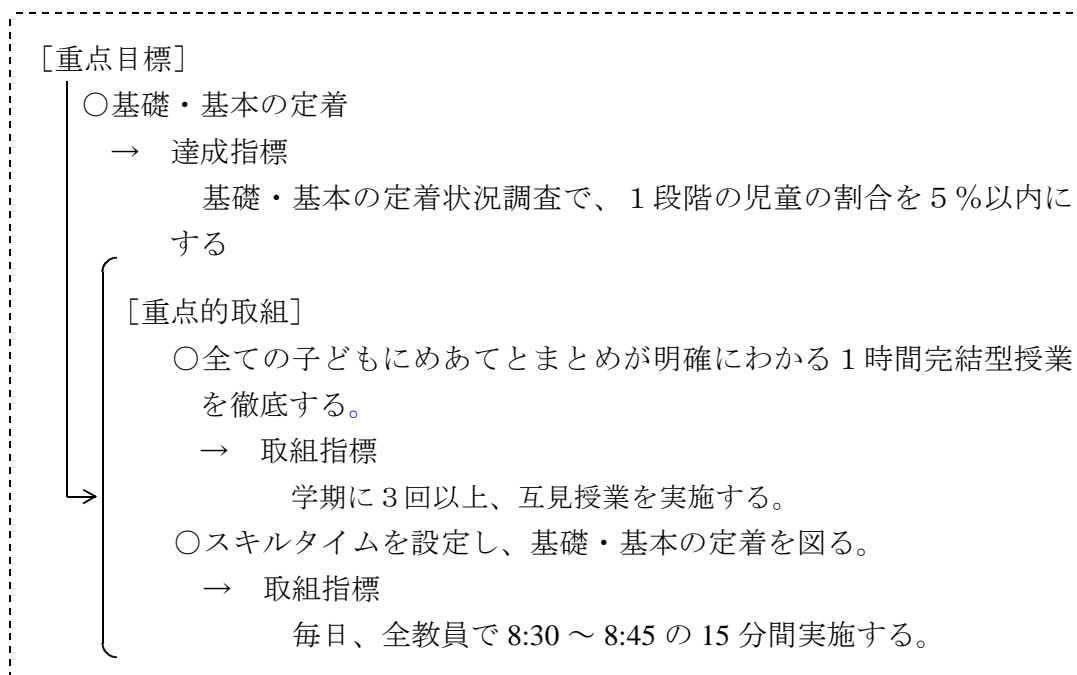 ［重点目標］
○基礎・基本の定着
→　達成指標
基礎・基本の定着状況調査で、１段階の児童の割合を５％以内に
する
［重点的取組］
○全ての子どもにめあてとまとめが明確にわかる１時間完結型授業
を徹底する。
→　取組指標
学期に３回以上、互見授業を実施する。
○スキルタイムを設定し、基礎・基本の定着を図る。
→　取組指標
毎日、全教員で 8:30 ～ 8:45 の 15 分間実施する。